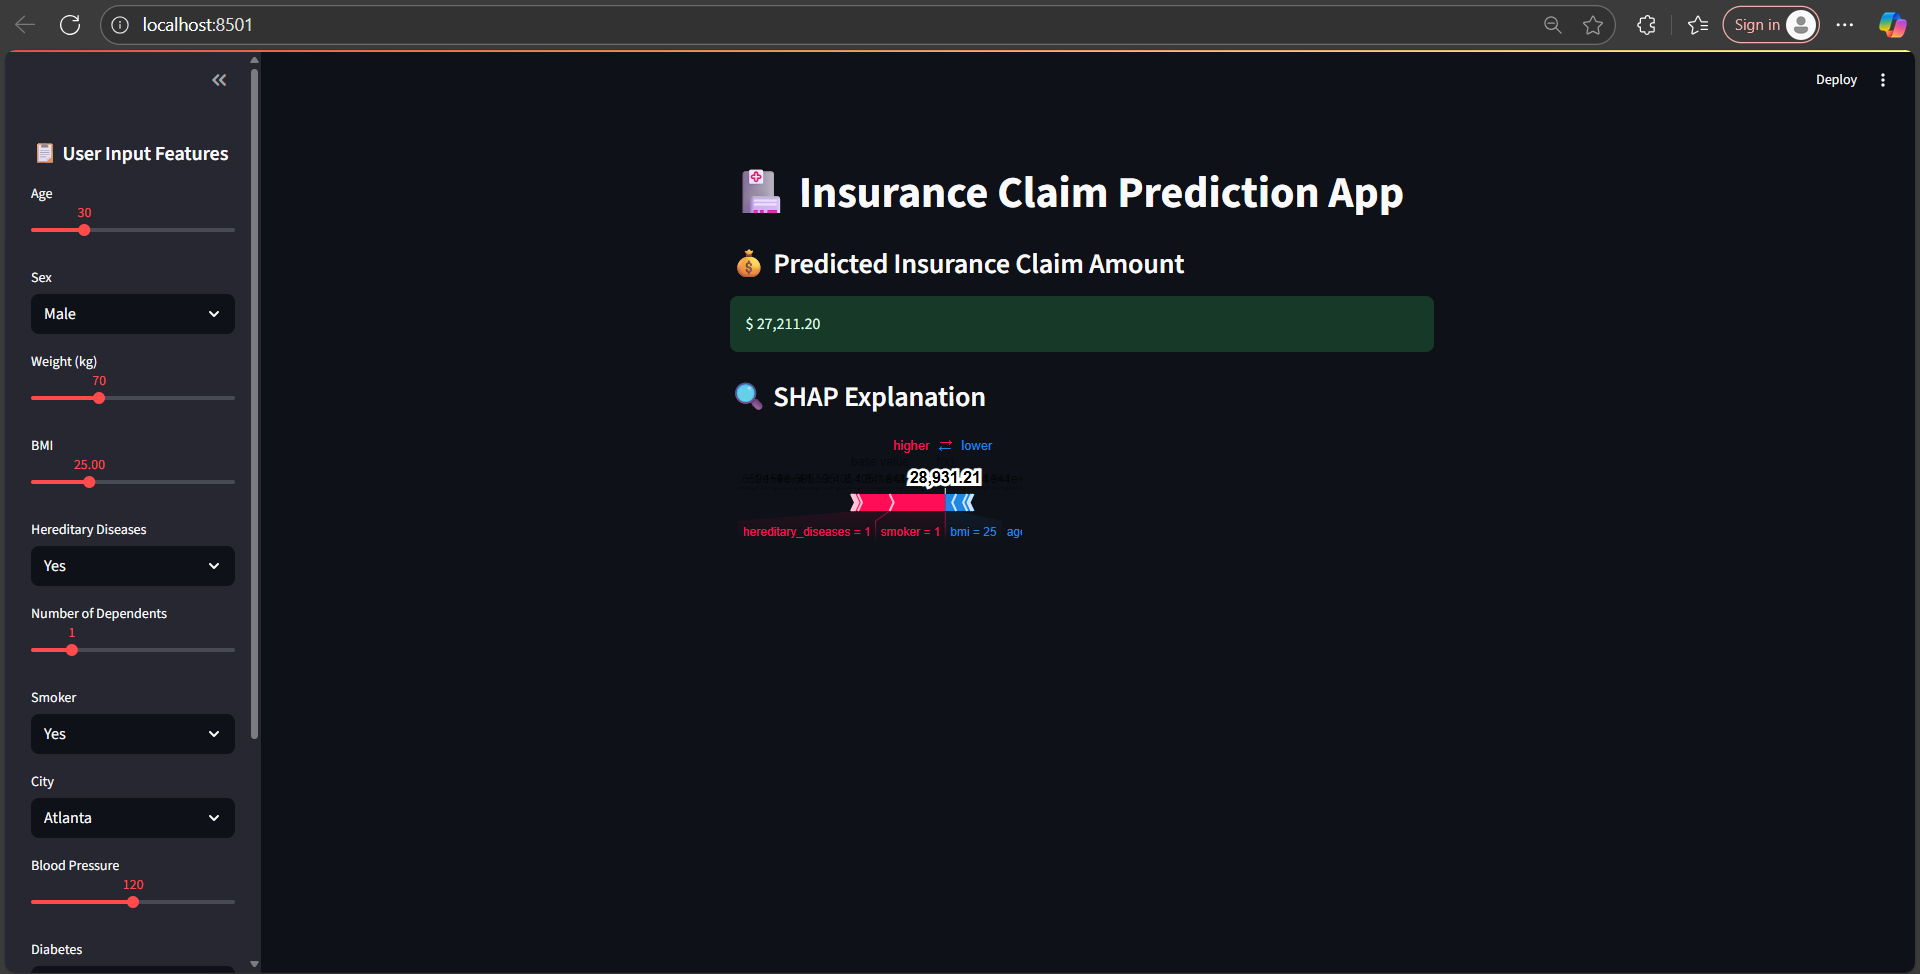 localhost:8501
Sign in
Deploy
User Input Features
Age
30
Sex
Male
Weight (kg)
70
BMI
25.00
Hereditary Diseases
Yes
Number of Dependents
1
Smoker
Yes
City
Atlanta
Blood Pressure
120
Diabetes
Insurance Claim Prediction App
Predicted Insurance Claim Amount
$ 27,211.20
SHAP Explanation
higher lower
base value
28,931.21
hereditary_diseases = 1 smoker = 1 bmi = 25